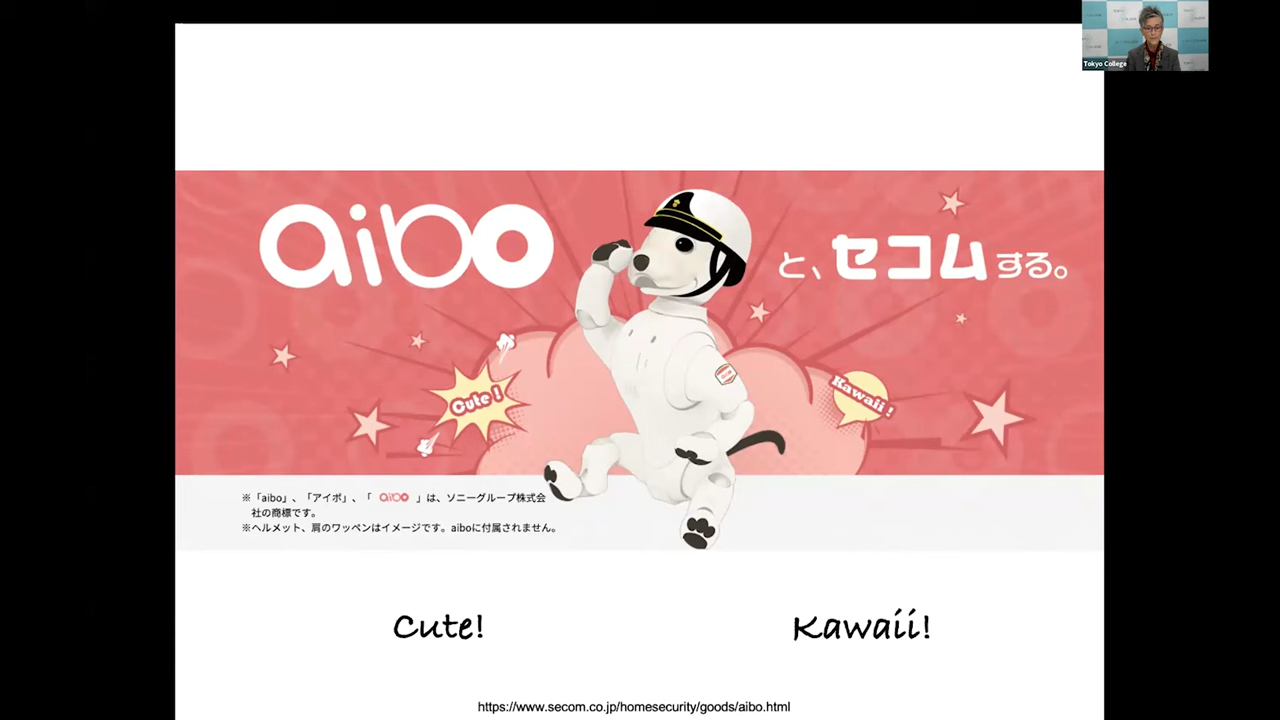 Tokyo College
aibo
と、セコムする。
Cute !
Kawaii !
※「aibo」、「アイボ」、「 aibo 」は、ソニーグループ株式会
社の商標です。
※ヘルメット、肩のワッペンはイメージです。aiboに付属されません。
Cute!
Kawaii!
https://www.secom.co.jp/homesecurity/goods/aibo.html